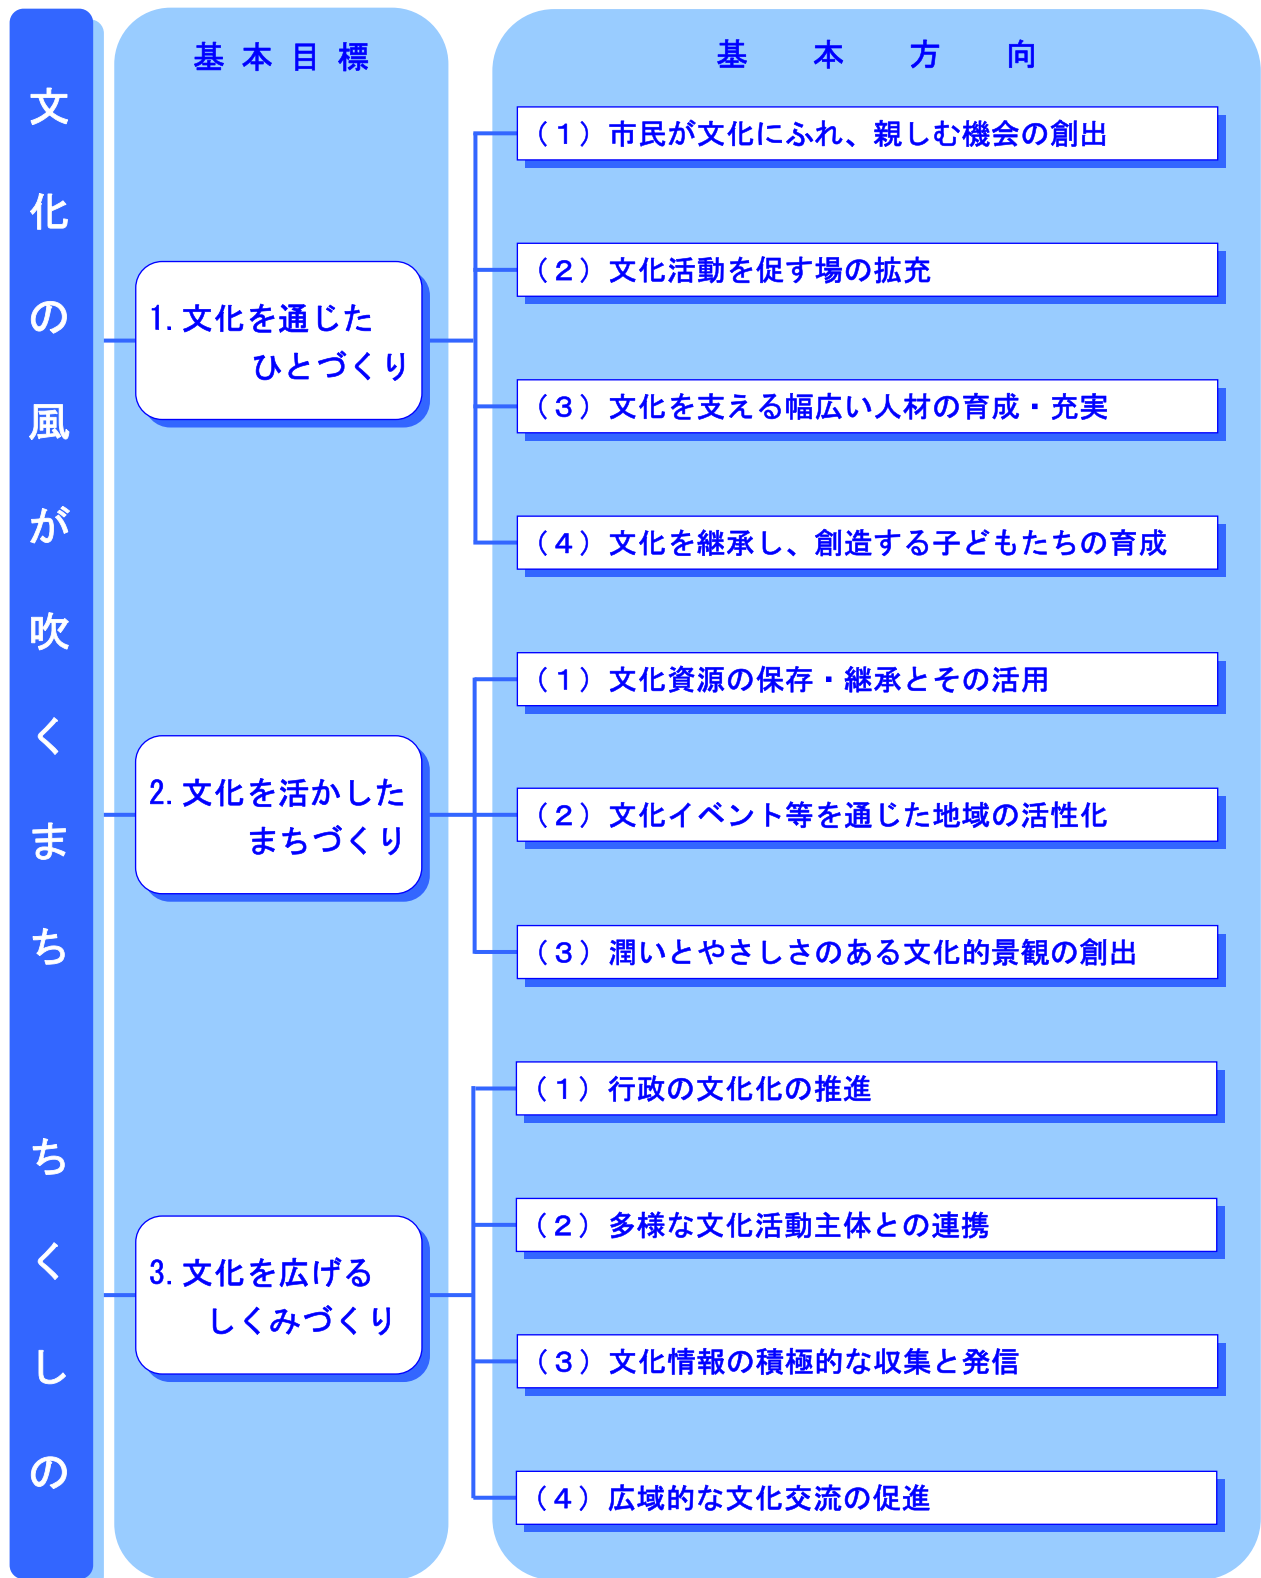 文化の風が吹くまち　ちくしの
基本目標
基本方向
1.文化を通じた
ひとづくり
（１）市民が文化にふれ、親しむ機会の創出
（２）文化活動を促す場の拡充
（３）文化を支える幅広い人材の育成・充実
（４）文化を継承し、創造する子どもたちの育成
2.文化を活かした
まちづくり
（１）文化資源の保存・継承とその活用
（２）文化イベント等を通じた地域の活性化
（３）潤いとやさしさのある文化的景観の創出
3.文化を広げる
しくみづくり
（１）行政の文化化の推進
（２）多様な文化活動主体との連携
（３）文化情報の積極的な収集と発信
（４）広域的な文化交流の促進